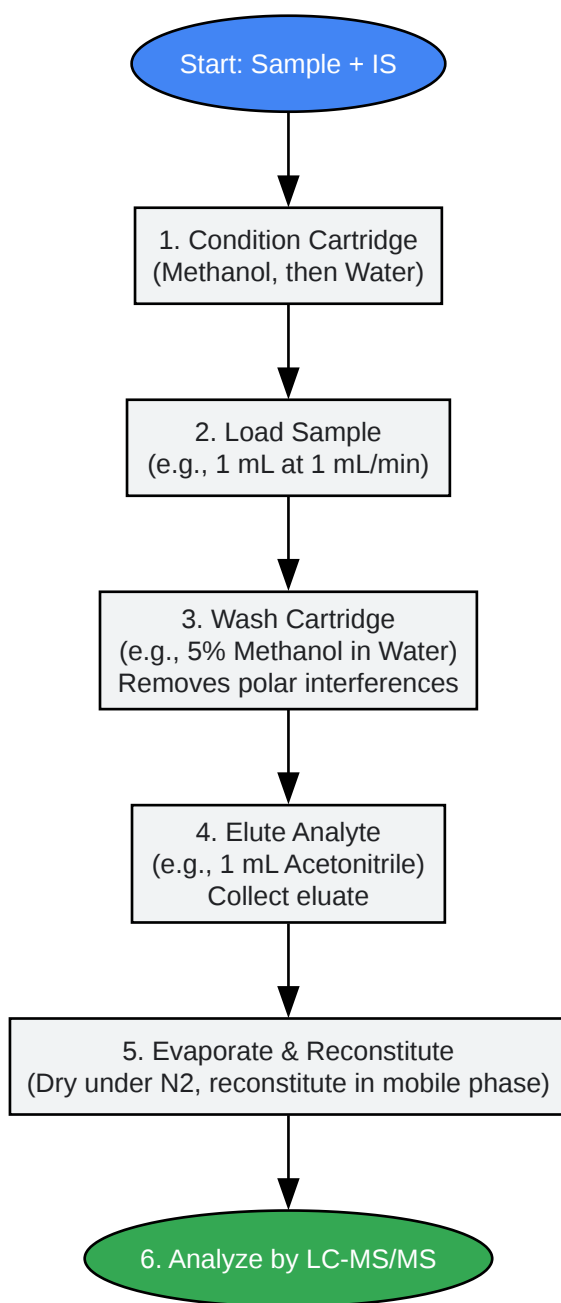 Start: Sample + IS
1. Condition Cartridge
(Methanol, then Water)
2. Load Sample
(e.g., 1 mL at 1 mL/min)
3. Wash Cartridge
(e.g., 5% Methanol in Water)
Removes polar interferences
4. Elute Analyte
(e.g., 1 mL Acetonitrile)
Collect eluate
5. Evaporate & Reconstitute
(Dry under N2, reconstitute in mobile phase)
6. Analyze by LC-MS/MS